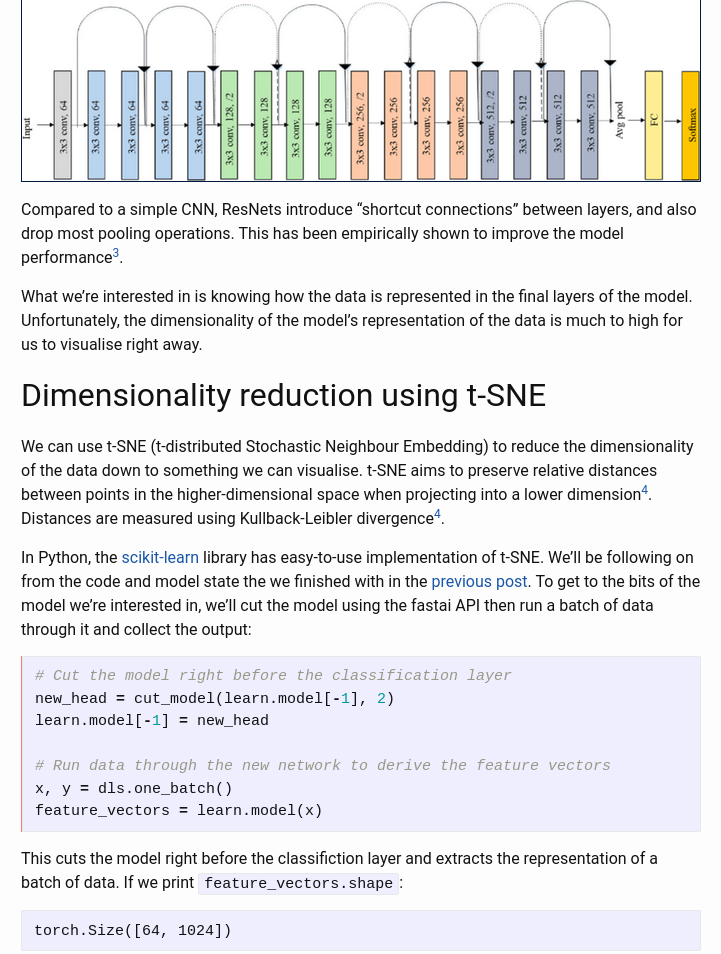 Input
3x3 conv, 64
3x3 conv, 64
3x3 conv, 64
3x3 conv, 64
3x3 conv, 64
3x3 conv, 128, /2
3x3 conv, 128
3x3 conv, 128
3x3 conv, 128
3x3 conv, 256, /2
3x3 conv, 256
3x3 conv, 256
3x3 conv, 256
3x3 conv, 512, /2
3x3 conv, 512
3x3 conv, 512
3x3 conv, 512
Avg pool
FC
Softmax
Compared to a simple CNN, ResNets introduce “shortcut connections” between layers, and also
drop most pooling operations. This has been empirically shown to improve the model
performance3.
What we’re interested in is knowing how the data is represented in the final layers of the model.
Unfortunately, the dimensionality of the model’s representation of the data is much to high for
us to visualise right away.
Dimensionality reduction using t-SNE
We can use t-SNE (t-distributed Stochastic Neighbour Embedding) to reduce the dimensionality
of the data down to something we can visualise. t-SNE aims to preserve relative distances
between points in the higher-dimensional space when projecting into a lower dimension4.
Distances are measured using Kullback-Leibler divergence4.
In Python, the scikit-learn library has easy-to-use implementation of t-SNE. We’ll be following on
from the code and model state the we finished with in the previous post. To get to the bits of the
model we’re interested in, we’ll cut the model using the fastai API then run a batch of data
through it and collect the output:
# Cut the model right before the classification layer
new_head = cut_model(learn.model[-1], 2)
learn.model[-1] = new_head
# Run data through the new network to derive the feature vectors
x, y = dls.one_batch()
feature_vectors = learn.model(x)
This cuts the model right before the classifiction layer and extracts the representation of a
batch of data. If we print feature_vectors.shape:
torch.Size([64, 1024])